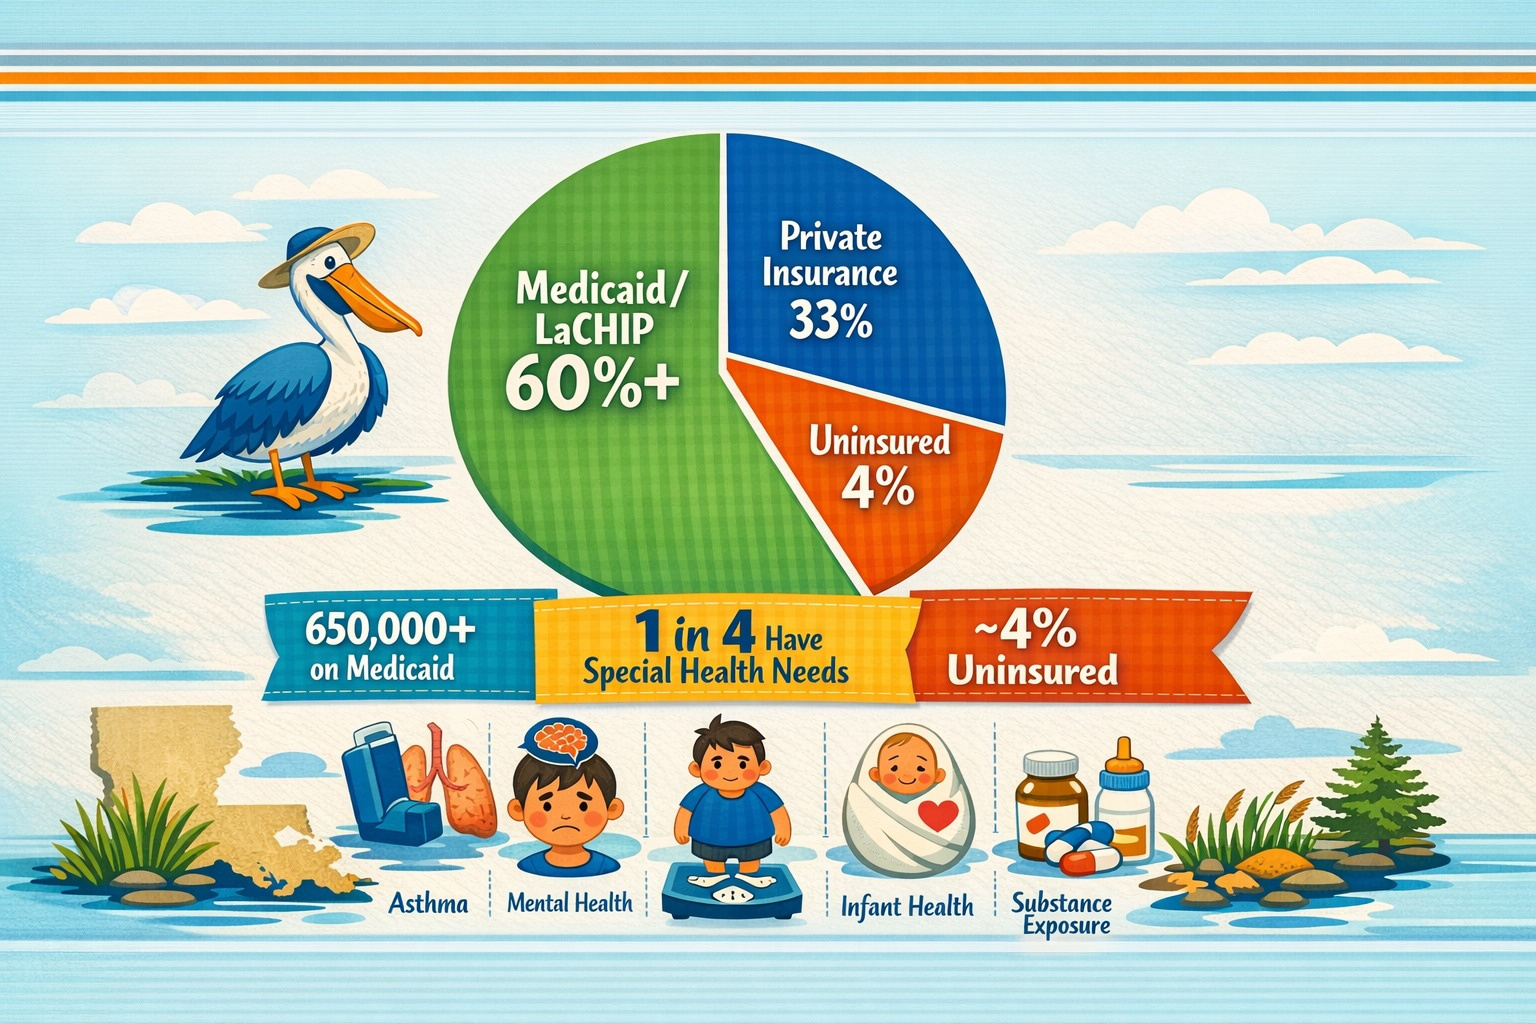 Medicaid/
LaCHIP
60%+
Private
Insurance
33%
Uninsured
4%
650,000+
on Medicaid
1 in 4 Have
Special Health Needs
~4%
Uninsured
Asthma
Mental Health
Infant Health
Substance
Exposure